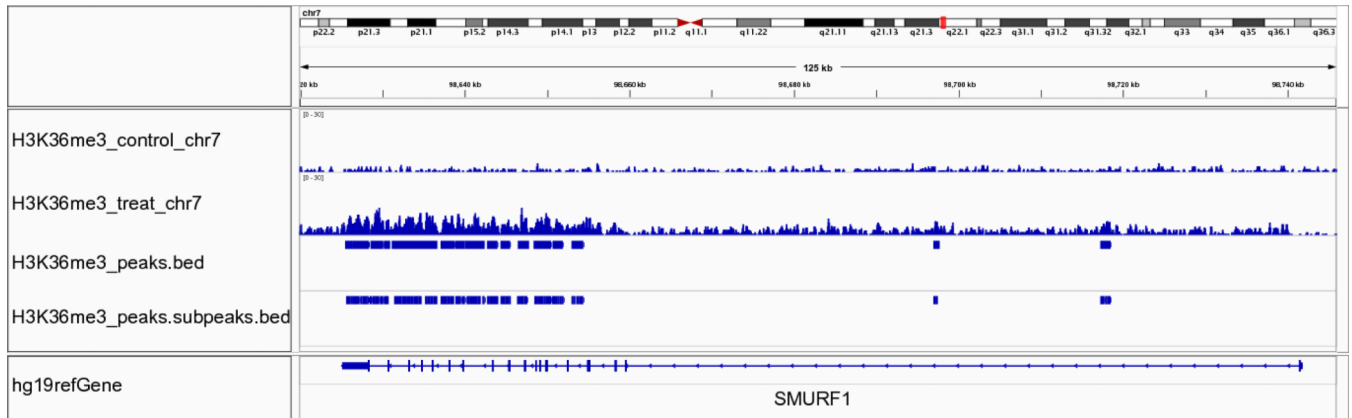 chr7
p22.2 p21.3 p21.1 p15.2 p14.3 p14.1 p13 p12.2 p11.2 q11.1 q11.22 q21.11 q21.13 q21.3 q22.1 q22.3 q31.1 q31.2 q31.32 q32.1 q33 q34 q35 q36.1 q36.3
125 kb
20 kb 98,640 kb 98,660 kb 98,680 kb 98,700 kb 98,720 kb 98,740 kb
[0 - 30]
H3K36me3_control_chr7
[0 - 30]
H3K36me3_treat_chr7
H3K36me3_peaks.bed
H3K36me3_peaks.subpeaks.bed
hg19refGene
SMURF1